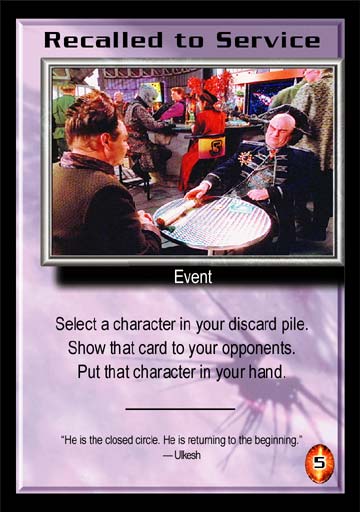 Recalled to Service
5
Event
Select a character in your discard pile.
Show that card to your opponents.
Put that character in your hand.
“He is the closed circle. He is returning to the beginning.”
— Ulkesh
5